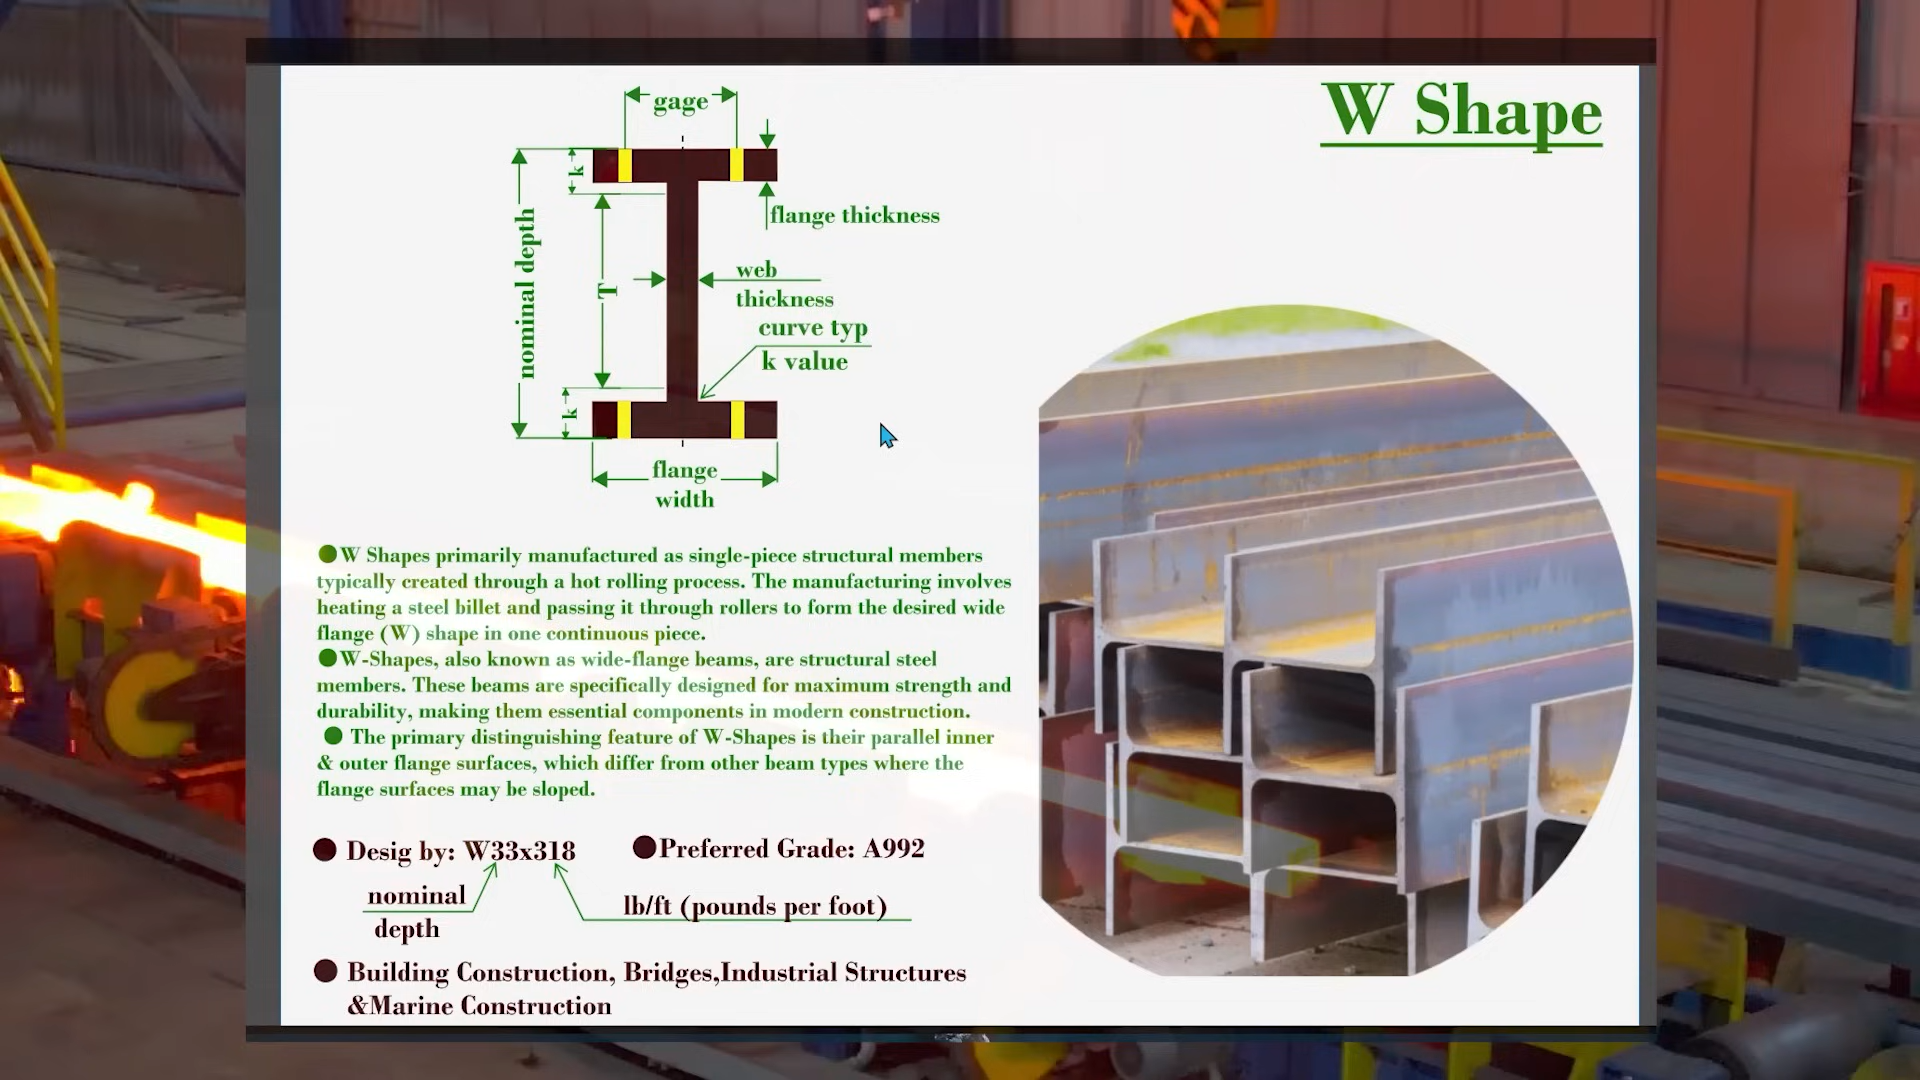 W Shape
gage
k
nominal depth
T
flange thickness
web
thickness
curve typ
k value
k
flange
width
●W Shapes primarily manufactured as single-piece structural members
typically created through a hot rolling process. The manufacturing involves
heating a steel billet and passing it through rollers to form the desired wide
flange (W) shape in one continuous piece.
●W-Shapes, also known as wide-flange beams, are structural steel
members. These beams are specifically designed for maximum strength and
durability, making them essential components in modern construction.
● The primary distinguishing feature of W-Shapes is their parallel inner
& outer flange surfaces, which differ from other beam types where the
flange surfaces may be sloped.
● Desig by: W33x318
●Preferred Grade: A992
nominal
depth
lb/ft (pounds per foot)
● Building Construction, Bridges,Industrial Structures
&Marine Construction